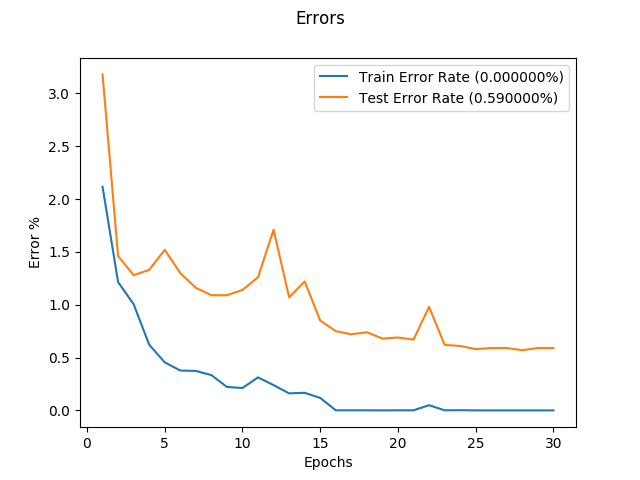 Errors
Train Error Rate (0.000000%)
Test Error Rate (0.590000%)
Error %
3.0
2.5
2.0
1.5
1.0
0.5
0.0
0 5 10 15 20 25 30
Epochs